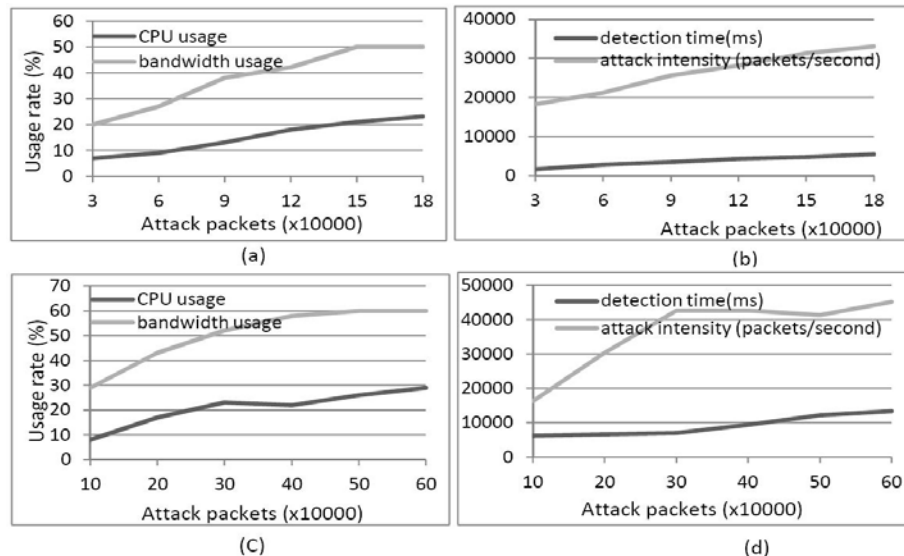 60
50
40
30
20
10
0
Usage rate (%)
CPU usage
bandwidth usage
3 6 9 12 15 18
Attack packets (x10000)
(a)
40000
30000
20000
10000
0
detection time(ms)
attack intensity (packets/second)
3 6 9 12 15 18
Attack packets (x10000)
(b)
70
60
50
40
30
20
10
0
Usage rate (%)
CPU usage
bandwidth usage
10 20 30 40 50 60
Attack packets (x10000)
(C)
50000
40000
30000
20000
10000
0
detection time(ms)
attack intensity (packets/second)
10 20 30 40 50 60
Attack packets (x10000)
(d)